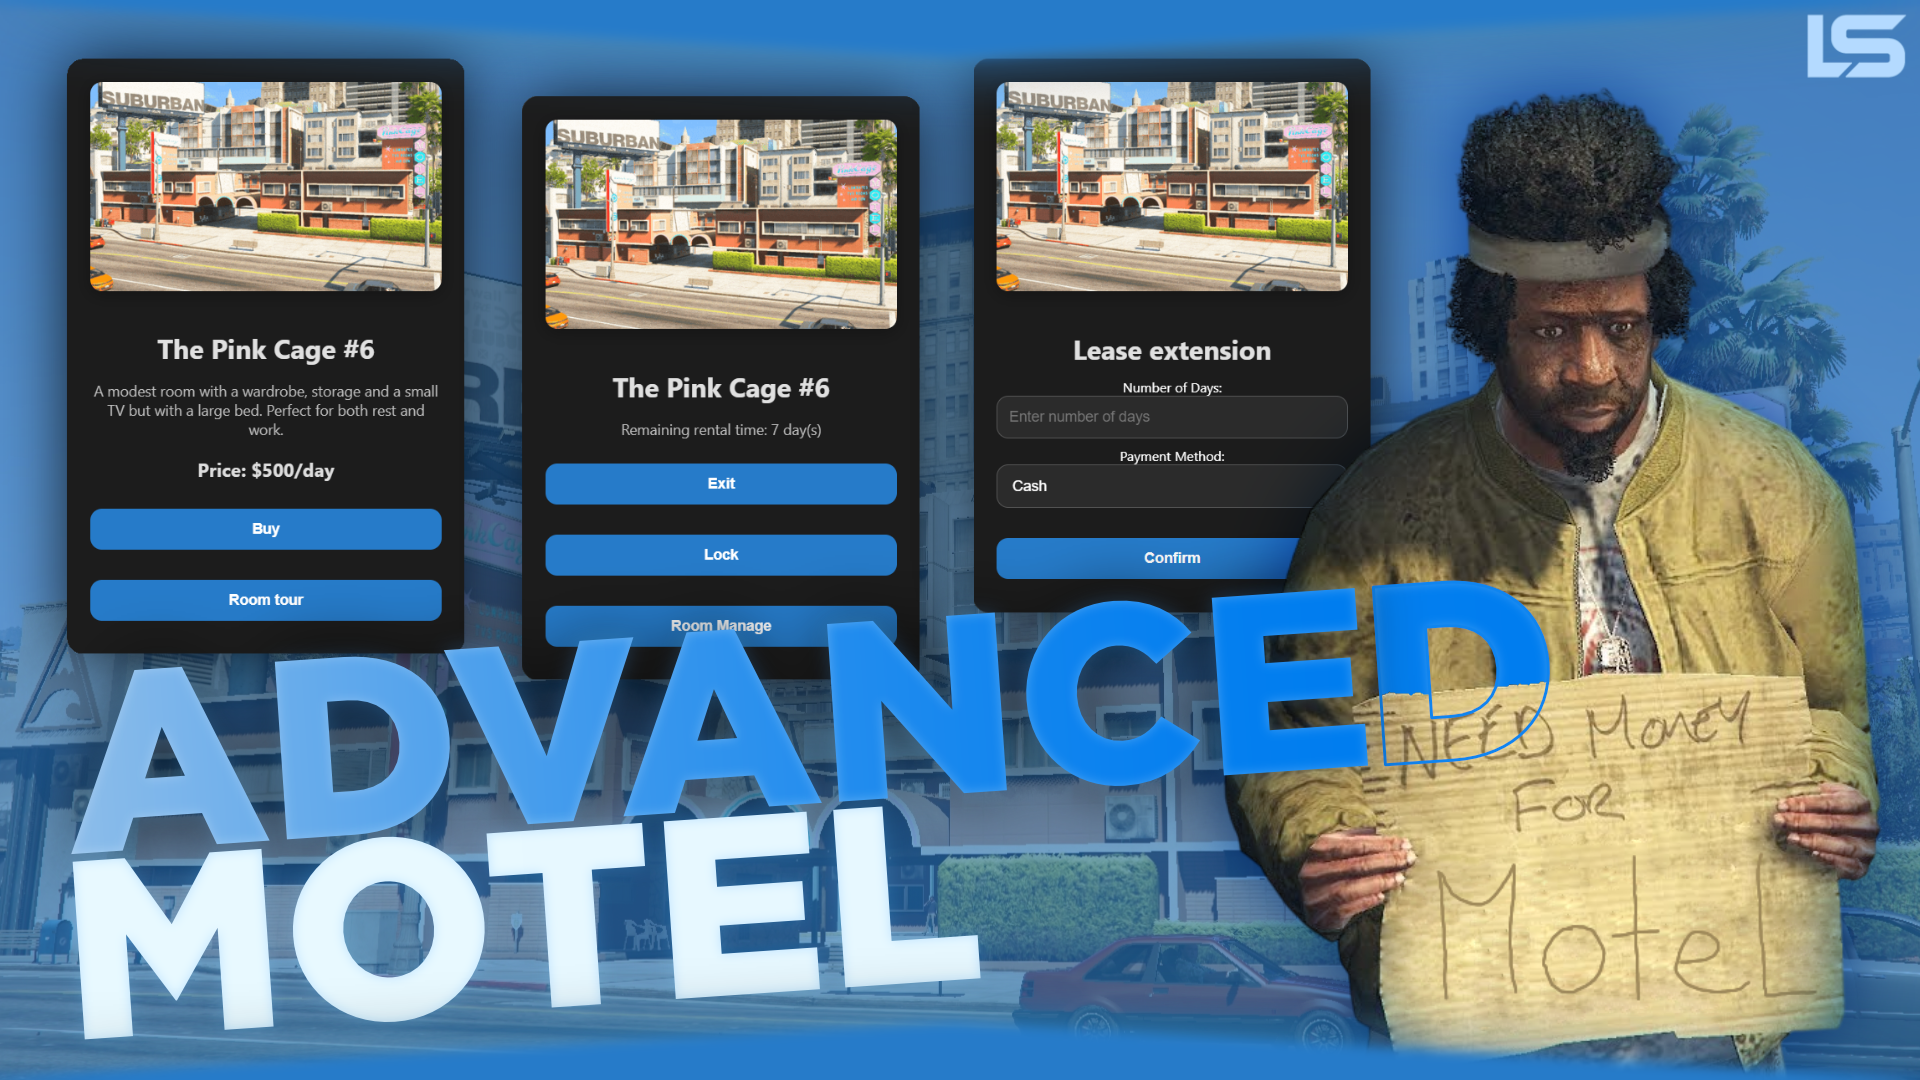 LS
SUBURBAN
The Pink Cage #6
A modest room with a wardrobe, storage and a small
TV but with a large bed. Perfect for both rest and
work.
Price: $500/day
Buy
Room tour
SUBURBAN
The Pink Cage #6
Remaining rental time: 7 day(s)
Exit
Lock
Room Manage
SUBURBAN
Lease extension
Number of Days:
Enter number of days
Payment Method:
Cash
Confirm
ADVANCED
MOTEL
NEED MONEY
FOR
MoteL